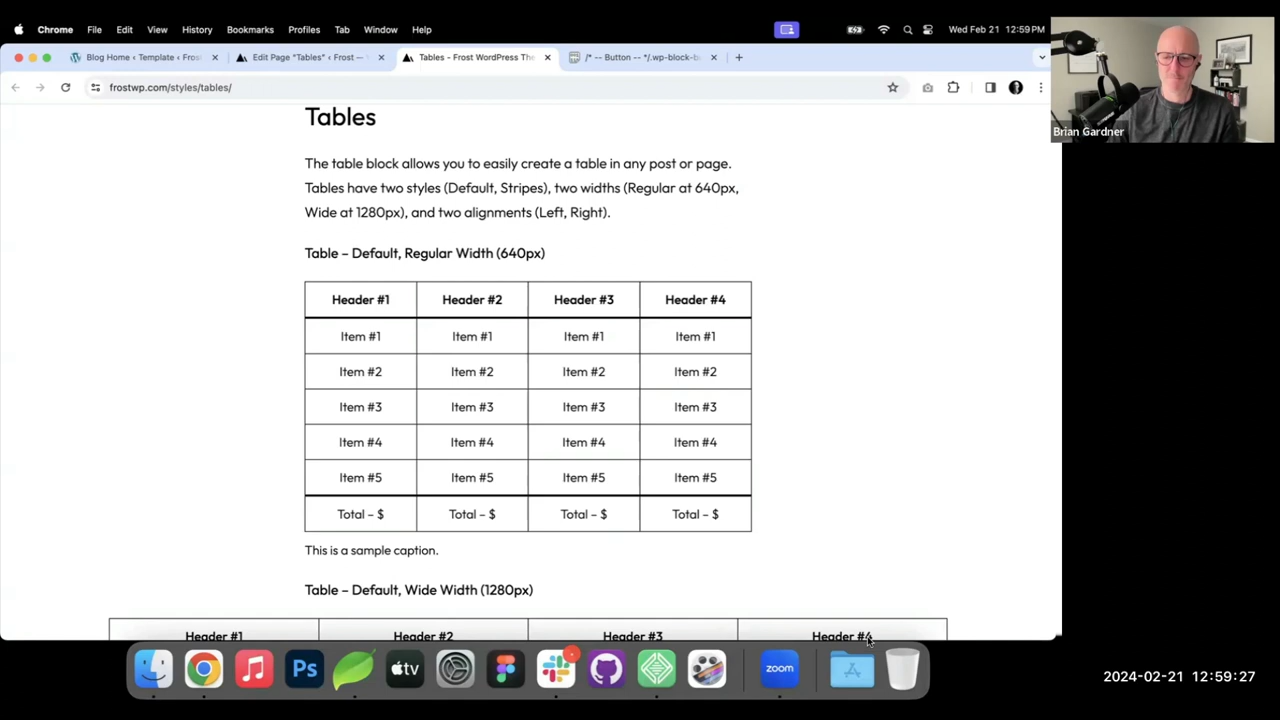 Chrome File Edit View History Bookmarks Profiles Tab Window Help Wed Feb 21 12:59 PM
Blog Home ‹ Template ‹ Frost Edit Page "Tables" ‹ Frost — Tables - Frost WordPress The /* -- Button -- */.wp-block-b
frostwp.com/styles/tables/
Brian Gardner
Tables
The table block allows you to easily create a table in any post or page.
Tables have two styles (Default, Stripes), two widths (Regular at 640px,
Wide at 1280px), and two alignments (Left, Right).
Table – Default, Regular Width (640px)
Header #1 Header #2 Header #3 Header #4
Item #1 Item #1 Item #1 Item #1
Item #2 Item #2 Item #2 Item #2
Item #3 Item #3 Item #3 Item #3
Item #4 Item #4 Item #4 Item #4
Item #5 Item #5 Item #5 Item #5
Total – $ Total – $ Total – $ Total – $
This is a sample caption.
Table – Default, Wide Width (1280px)
Header #1 Header #2 Header #3 Header #4
Ps tv zoom
2024-02-21 12:59:27